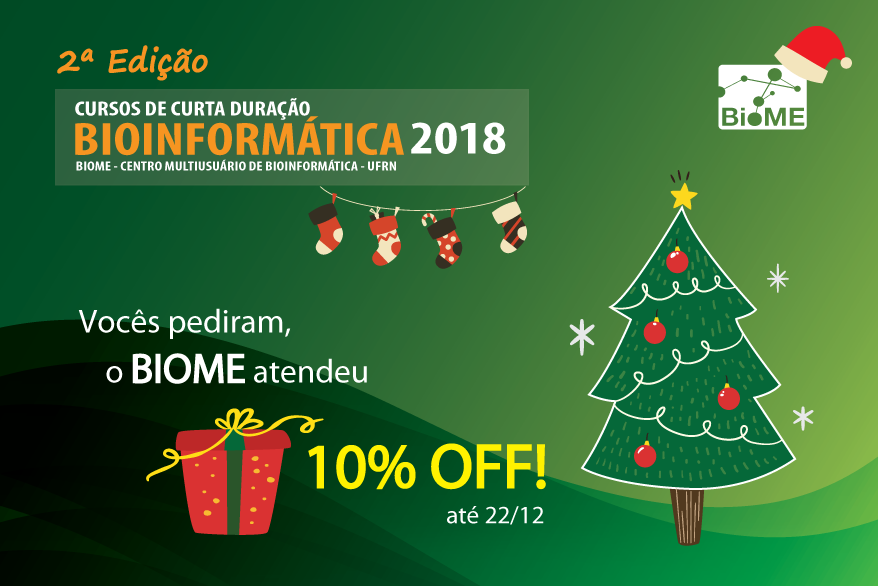 2ª Edição
BiOME
CURSOS DE CURTA DURAÇÃO
BIOINFORMÁTICA 2018
BIOME - CENTRO MULTIUSUÁRIO DE BIOINFORMÁTICA - UFRN
Vocês pediram,
o BIOME atendeu
10% OFF!
até 22/12